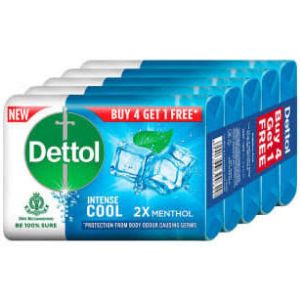 NEW
BUY 4 GET 1 FREE*
Dettol
INTENSE
COOL
2X MENTHOL
BE 100% SURE
*PROTECTION FROM BODY ODOUR CAUSING GERMS
Buy 4
Get 1
FREE
Dettol